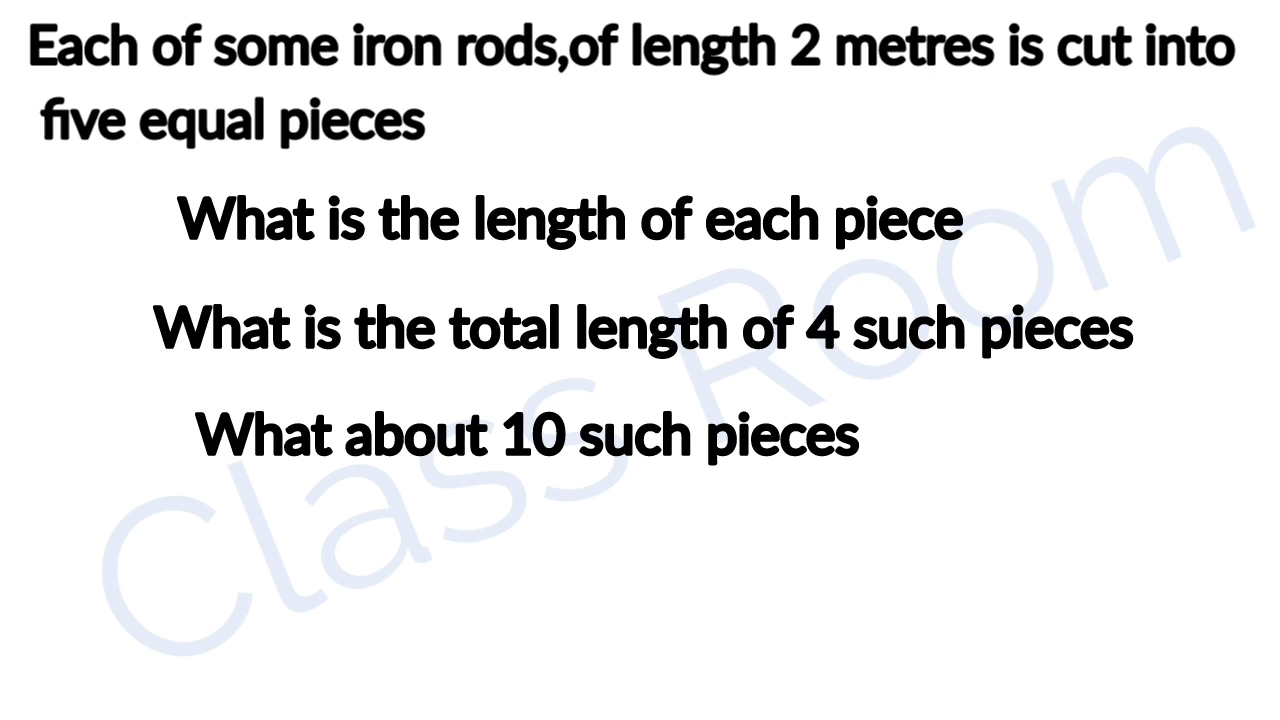 Each of some iron rods,of length 2 metres is cut into
five equal pieces
What is the length of each piece
What is the total length of 4 such pieces
What about 10 such pieces
Class Room